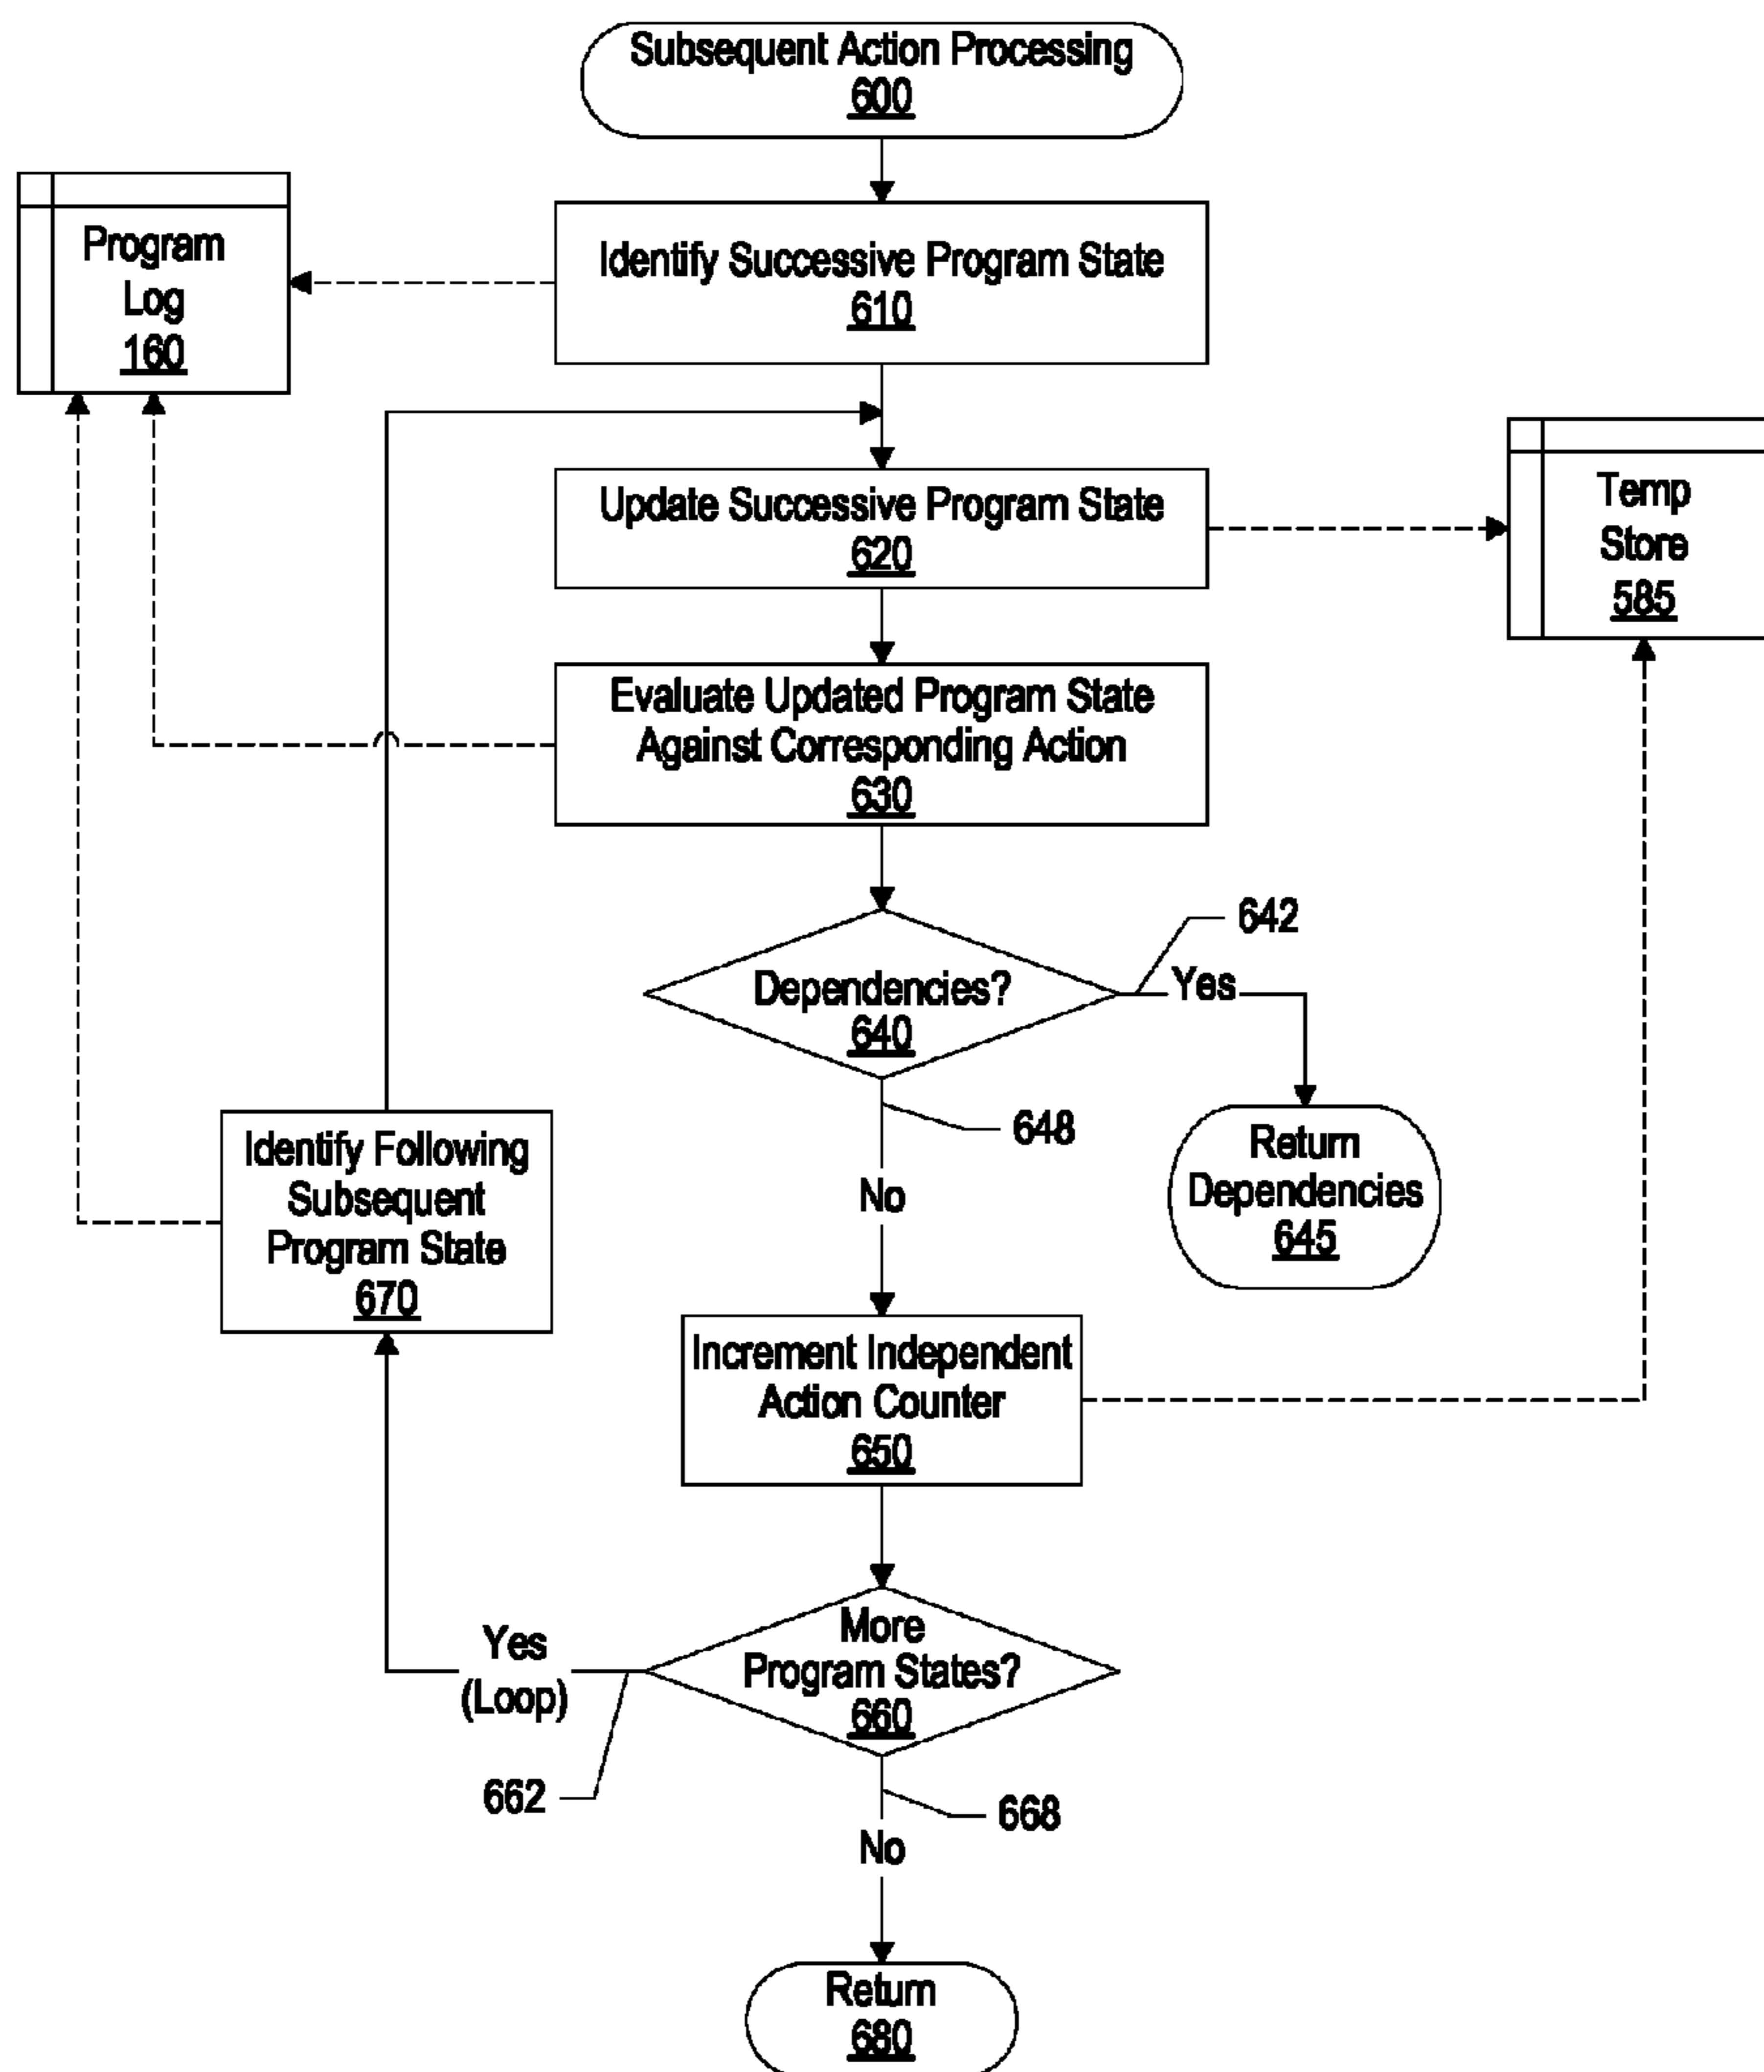 Subsequent Action Processing
600
Program
Log
160
Identify Successive Program State
610
Update Successive Program State
620
Temp
Store
585
Evaluate Updated Program State
Against Corresponding Action
630
642
Dependencies?
640
Yes
648
No
Return
Dependencies
645
Identify Following
Subsequent
Program State
670
Increment Independent
Action Counter
650
More
Program States?
660
Yes
(Loop)
662
668
No
Return
680